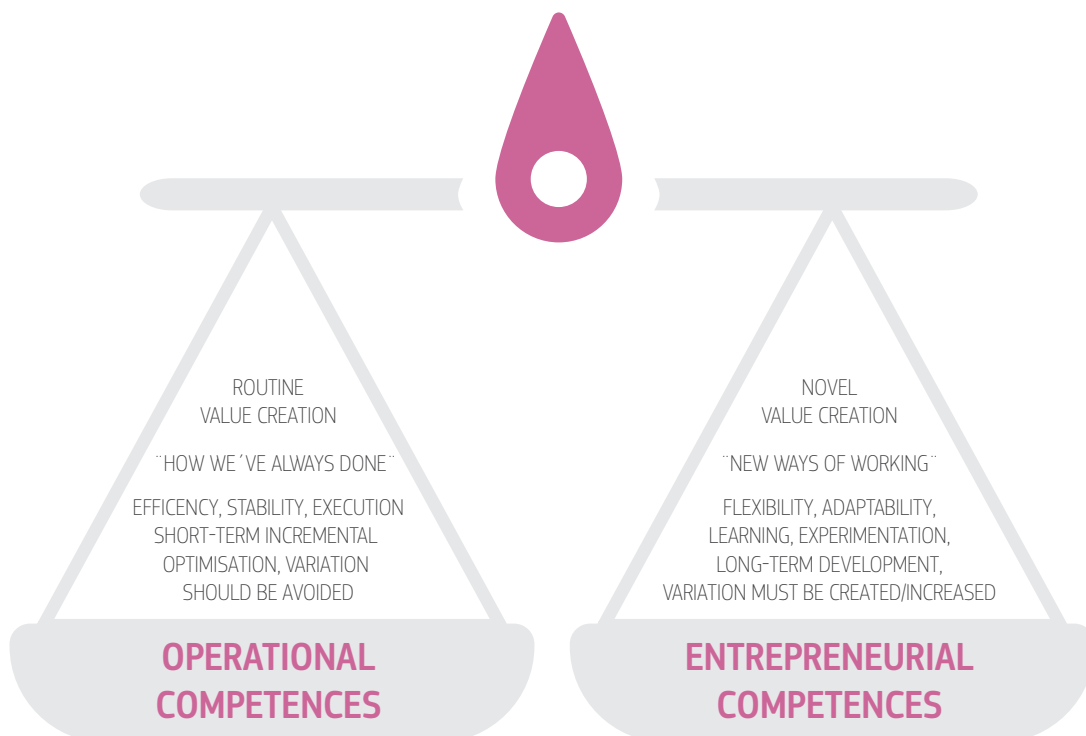 ROUTINE
VALUE CREATION
¨HOW WE´VE ALWAYS DONE¨
EFFICENCY, STABILITY, EXECUTION
SHORT-TERM INCREMENTAL
OPTIMISATION, VARIATION
SHOULD BE AVOIDED
OPERATIONAL
COMPETENCES
NOVEL
VALUE CREATION
¨NEW WAYS OF WORKING¨
FLEXIBILITY, ADAPTABILITY,
LEARNING, EXPERIMENTATION,
LONG-TERM DEVELOPMENT,
VARIATION MUST BE CREATED/INCREASED
ENTREPRENEURIAL
COMPETENCES